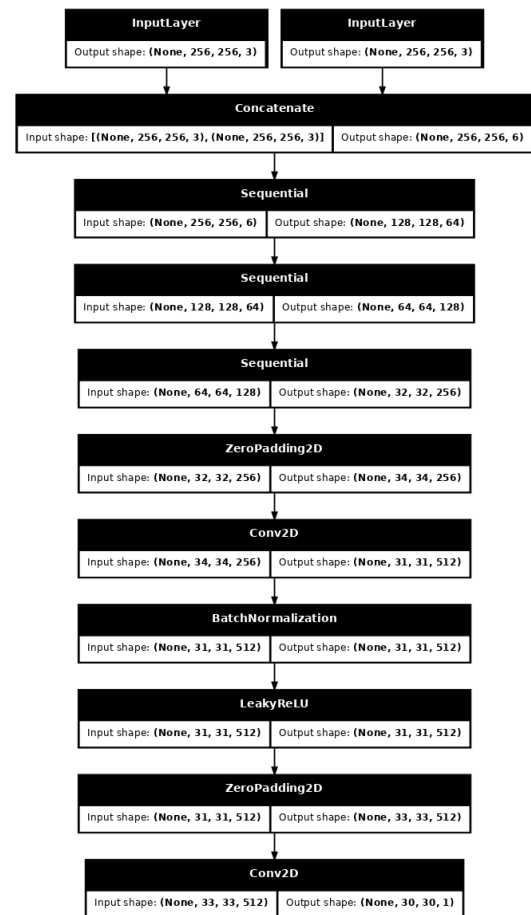 InputLayer InputLayer
Output shape: (None, 256, 256, 3) Output shape: (None, 256, 256, 3)
Concatenate
Input shape: [(None, 256, 256, 3), (None, 256, 256, 3)] Output shape: (None, 256, 256, 6)
Sequential
Input shape: (None, 256, 256, 6) Output shape: (None, 128, 128, 64)
Sequential
Input shape: (None, 128, 128, 64) Output shape: (None, 64, 64, 128)
Sequential
Input shape: (None, 64, 64, 128) Output shape: (None, 32, 32, 256)
ZeroPadding2D
Input shape: (None, 32, 32, 256) Output shape: (None, 34, 34, 256)
Conv2D
Input shape: (None, 34, 34, 256) Output shape: (None, 31, 31, 512)
BatchNormalization
Input shape: (None, 31, 31, 512) Output shape: (None, 31, 31, 512)
LeakyReLU
Input shape: (None, 31, 31, 512) Output shape: (None, 31, 31, 512)
ZeroPadding2D
Input shape: (None, 31, 31, 512) Output shape: (None, 33, 33, 512)
Conv2D
Input shape: (None, 33, 33, 512) Output shape: (None, 30, 30, 1)